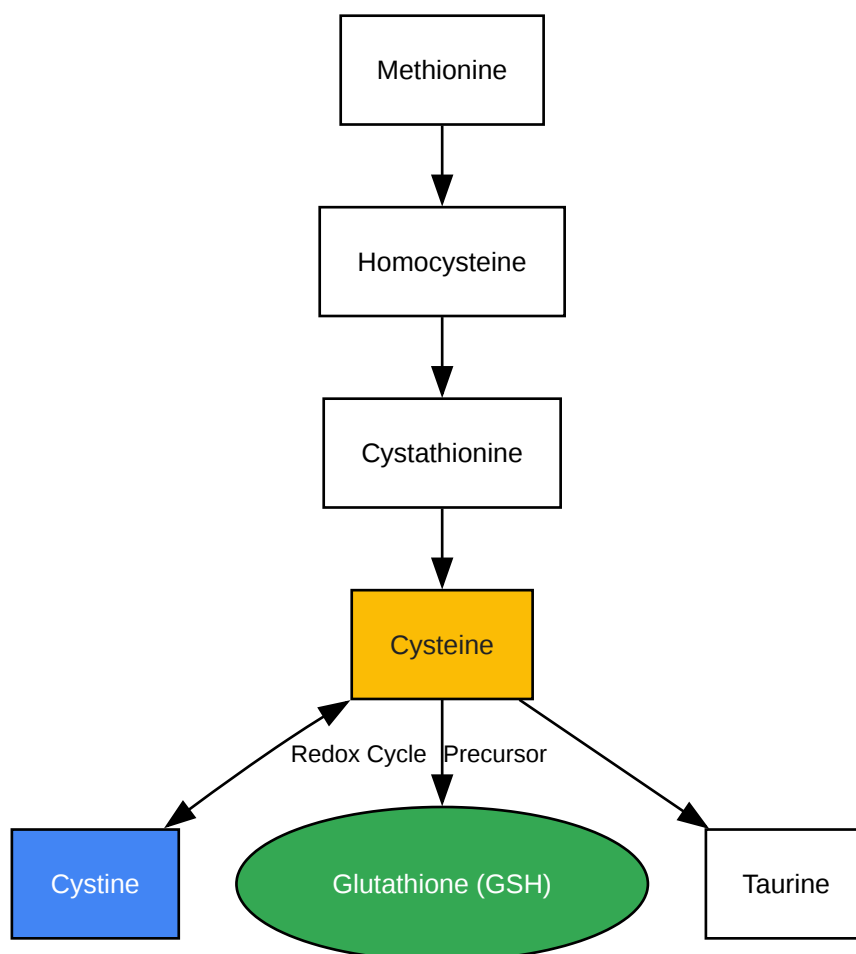 Methionine
Homocysteine
Cystathionine
Cysteine
Redox Cycle
Precursor
Cystine
Glutathione (GSH)
Taurine